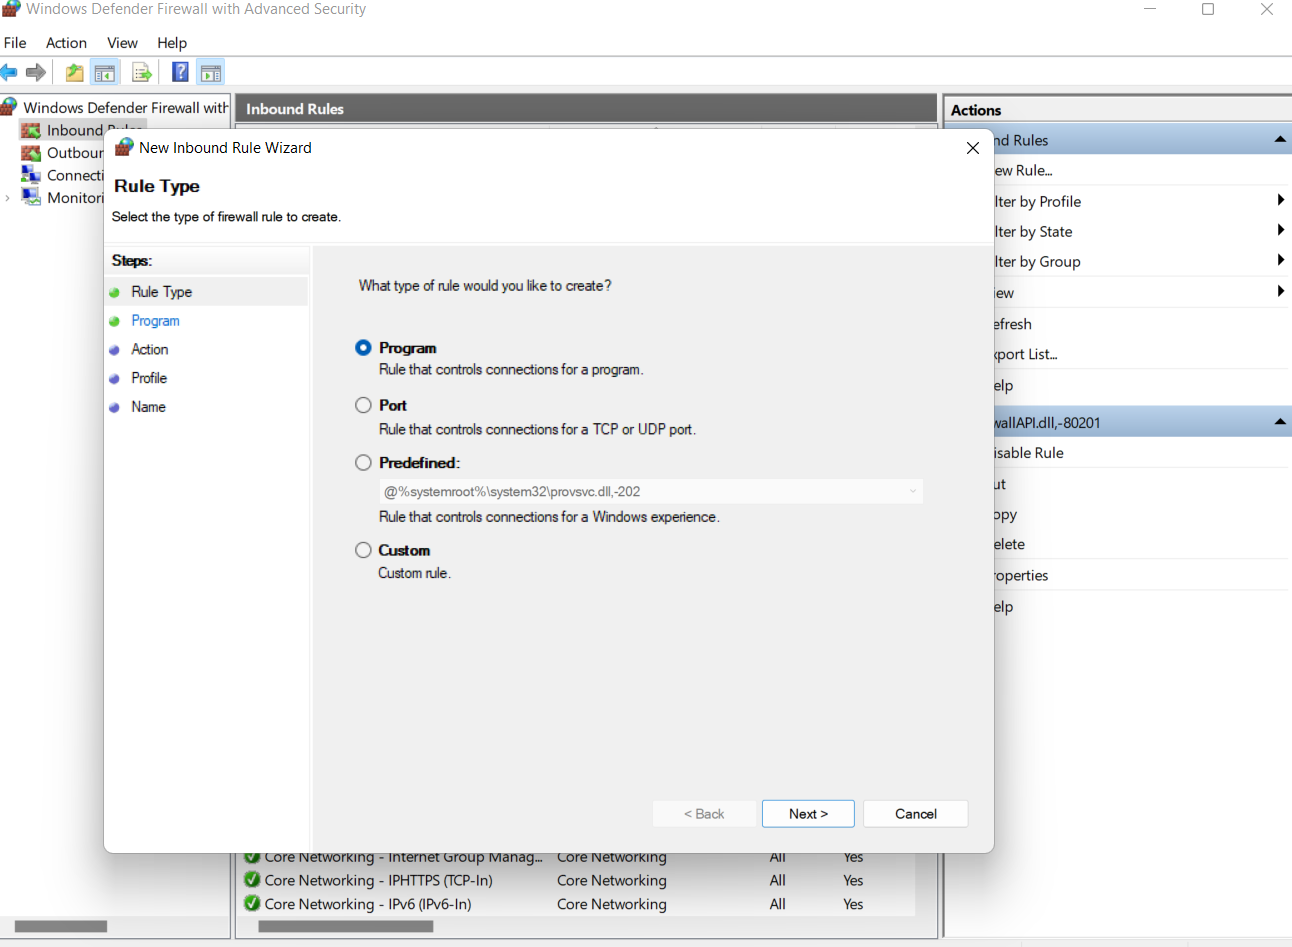 Windows Defender Firewall with Advanced Security
File Action View Help
Windows Defender Firewall with
Inbound Rules
Outbour
Connecti
Monitori
Inbound Rules
Actions
nd Rules
ew Rule...
lter by Profile
lter by State
lter by Group
iew
efresh
xport List...
elp
wallAPI.dll,-80201
isable Rule
ut
opy
elete
roperties
elp
New Inbound Rule Wizard
Rule Type
Select the type of firewall rule to create.
Steps:
Rule Type
Program
Action
Profile
Name
What type of rule would you like to create?
Program
Rule that controls connections for a program.
Port
Rule that controls connections for a TCP or UDP port.
Predefined:
@%systemroot%\system32\provsvc.dll,-202
Rule that controls connections for a Windows experience.
Custom
Custom rule.
< Back Next > Cancel
Core Networking - Internet Group Manag... Core Networking All Yes
Core Networking - IPHTTPS (TCP-In) Core Networking All Yes
Core Networking - IPv6 (IPv6-In) Core Networking All Yes